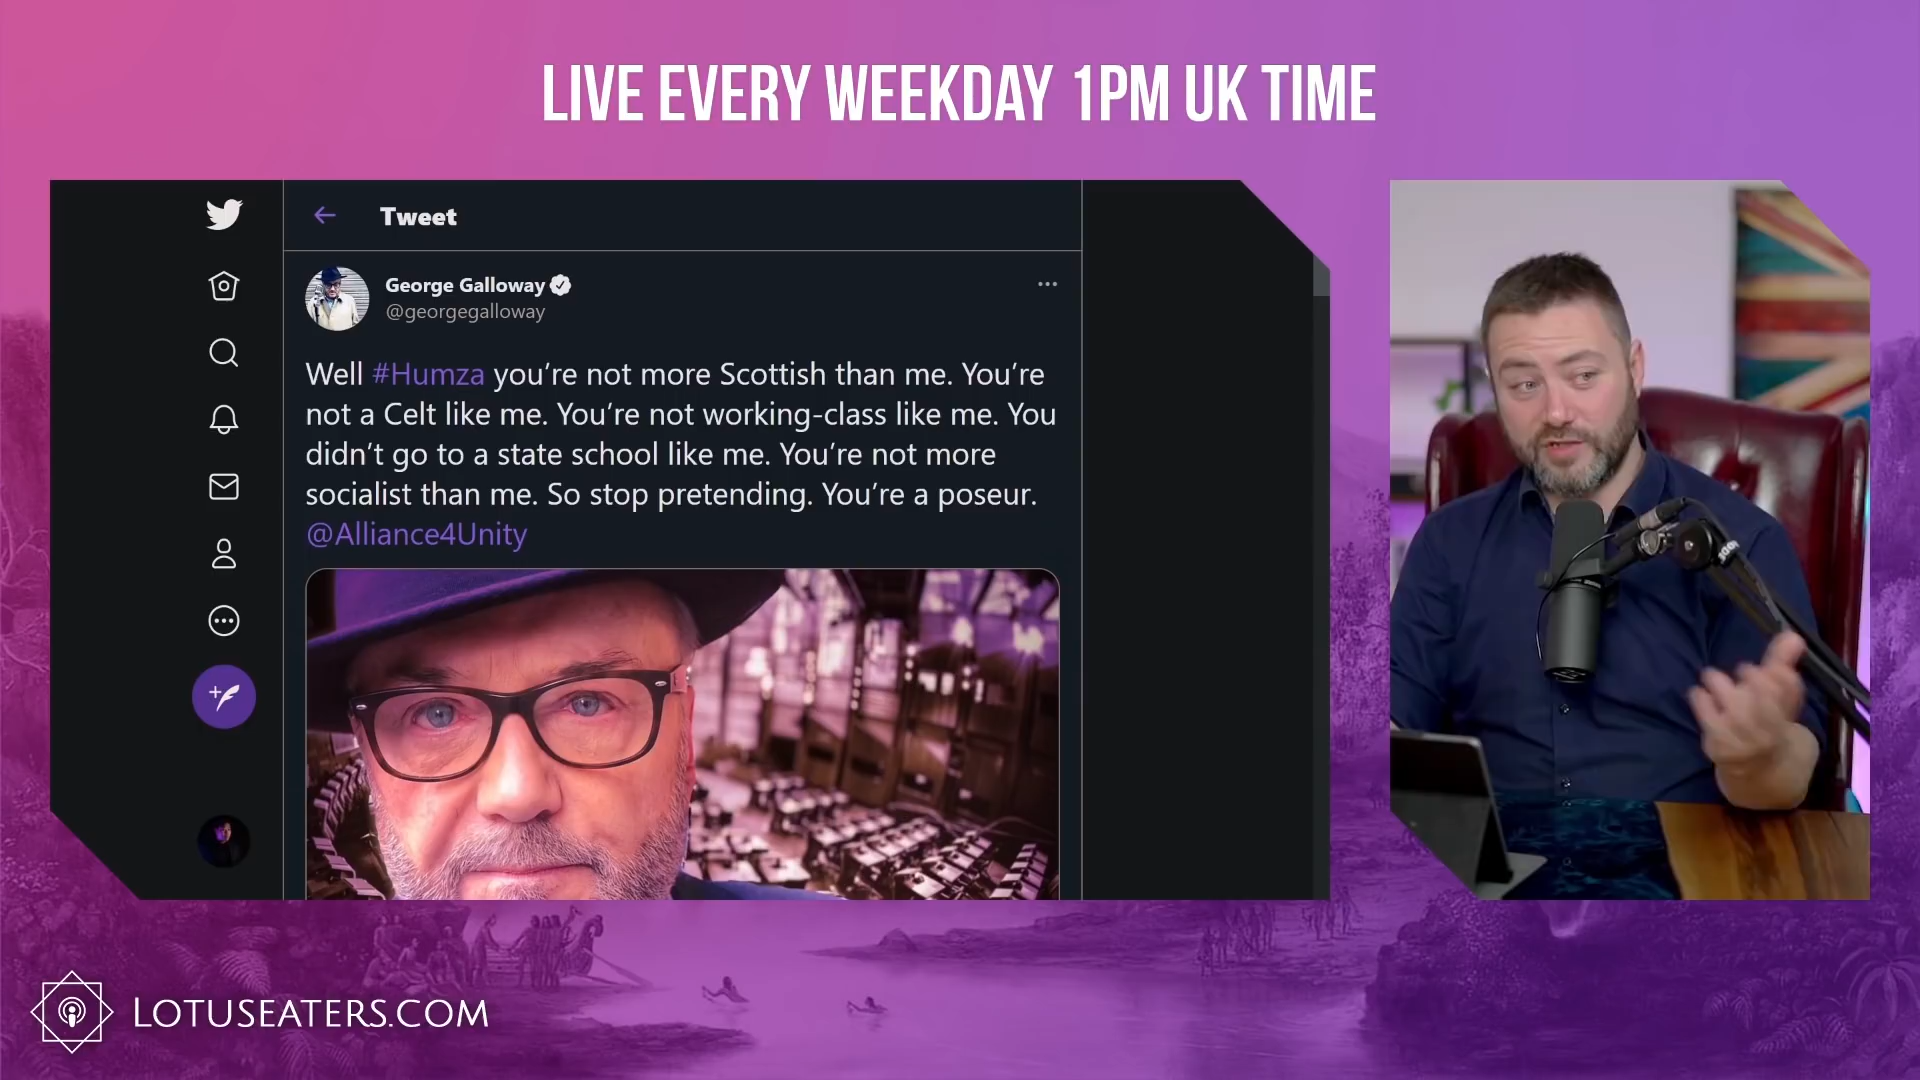 LIVE EVERY WEEKDAY 1PM UK TIME
Tweet
George Galloway
@georgegalloway
Well #Humza you’re not more Scottish than me. You’re
not a Celt like me. You’re not working-class like me. You
didn’t go to a state school like me. You’re not more
socialist than me. So stop pretending. You’re a poseur.
@Alliance4Unity
RODE
LOTUSEATERS.COM